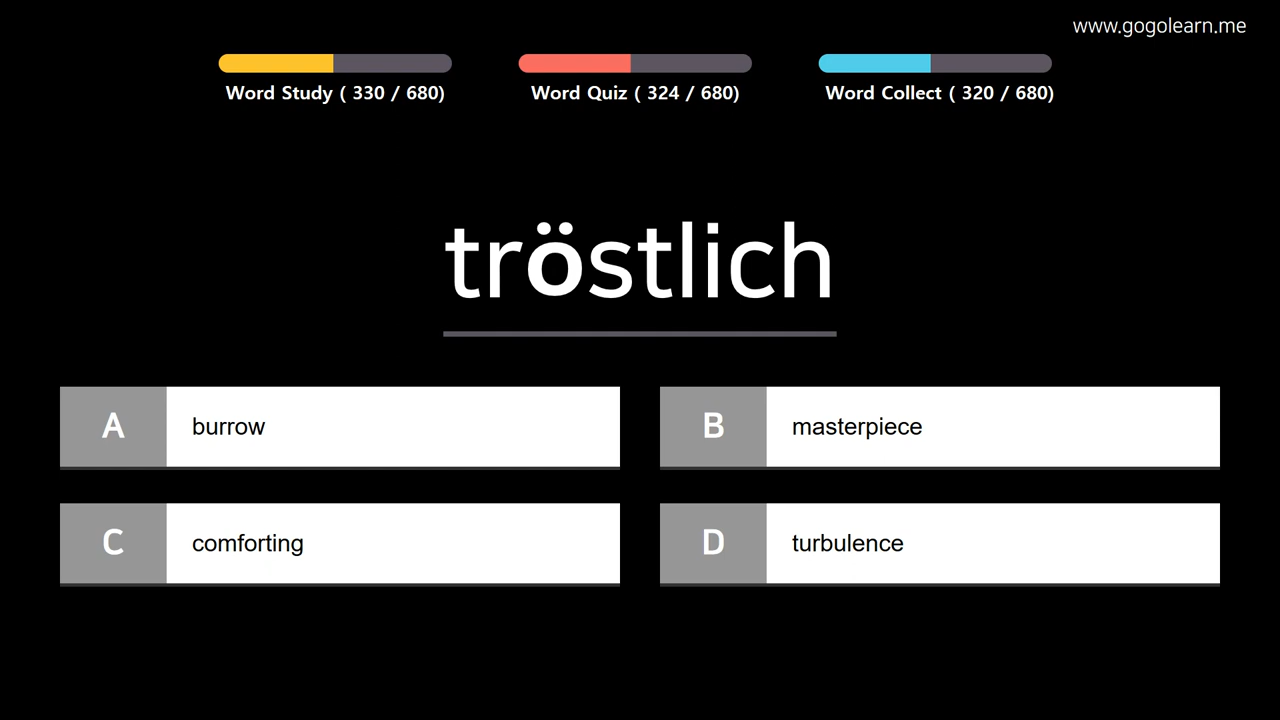 www.gogolearn.me
Word Study ( 330 / 680)
Word Quiz ( 324 / 680)
Word Collect ( 320 / 680)
tröstlich
A burrow
B masterpiece
C comforting
D turbulence